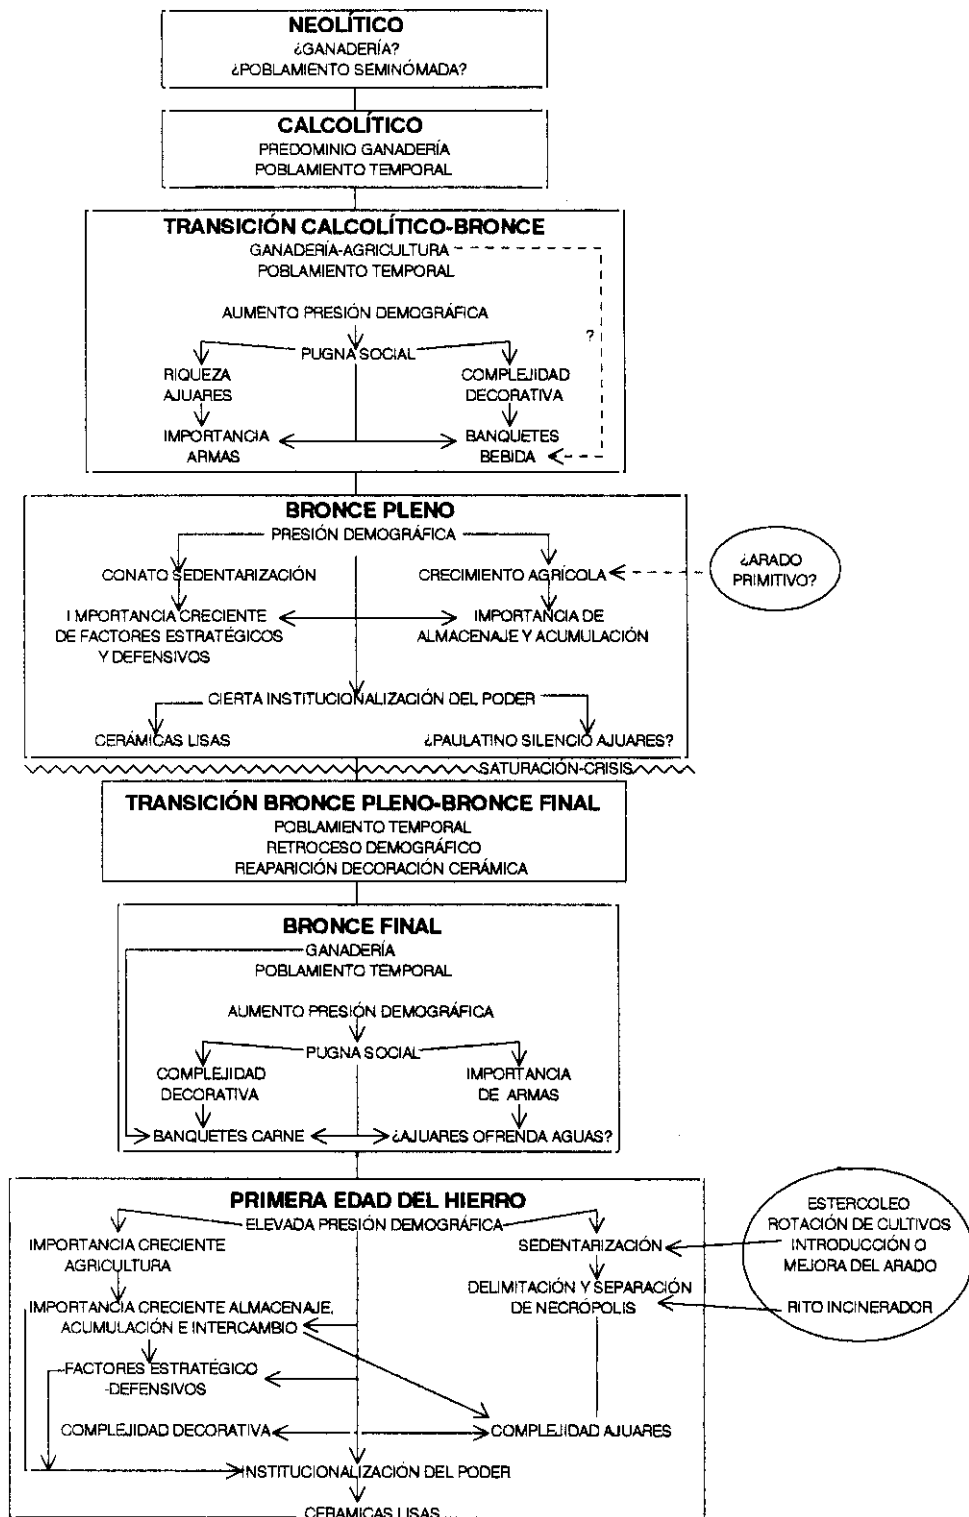 NEOLÍTICO
¿GANADERÍA?
¿POBLAMIENTO SEMINÓMADA?
CALCOLÍTICO
PREDOMINIO GANADERÍA
POBLAMIENTO TEMPORAL
TRANSICIÓN CALCOLÍTICO-BRONCE
GANADERÍA-AGRICULTURA
POBLAMIENTO TEMPORAL
AUMENTO PRESIÓN DEMOGRÁFICA
?
PUGNA SOCIAL
RIQUEZA
AJUARES
COMPLEJIDAD
DECORATIVA
IMPORTANCIA
ARMAS
BANQUETES
BEBIDA
BRONCE PLENO
PRESIÓN DEMOGRÁFICA
CONATO SEDENTARIZACIÓN
CRECIMIENTO AGRÍCOLA
¿ARADO
PRIMITIVO?
I MPORTANCIA CRECIENTE
DE FACTORES ESTRATÉGICOS
Y DEFENSIVOS
IMPORTANCIA DE
ALMACENAJE Y ACUMULACIÓN
CIERTA INSTITUCIONALIZACIÓN DEL PODER
CERÁMICAS LISAS
¿PAULATINO SILENCIO AJUARES?
SATURACIÓN-CRISIS
TRANSICIÓN BRONCE PLENO-BRONCE FINAL
POBLAMIENTO TEMPORAL
RETROCESO DEMOGRÁFICO
REAPARICIÓN DECORACIÓN CERÁMICA
BRONCE FINAL
GANADERÍA
POBLAMIENTO TEMPORAL
AUMENTO PRESIÓN DEMOGRÁFICA
PUGNA SOCIAL
COMPLEJIDAD
DECORATIVA
IMPORTANCIA
DE ARMAS
BANQUETES CARNE
¿AJUARES OFRENDA AGUAS?
PRIMERA EDAD DEL HIERRO
ELEVADA PRESIÓN DEMOGRÁFICA
IMPORTANCIA CRECIENTE
AGRICULTURA
SEDENTARIZACIÓN
ESTERCOLEO
ROTACIÓN DE CULTIVOS
INTRODUCCIÓN O
MEJORA DEL ARADO
RITO INCINERADOR
DELIMITACIÓN Y SEPARACIÓN
DE NECRÓPOLIS
IMPORTANCIA CRECIENTE ALMACENAJE,
ACUMULACIÓN E INTERCAMBIO
FACTORES ESTRATÉGICO
-DEFENSIVOS
COMPLEJIDAD DECORATIVA
COMPLEJIDAD AJUARES
INSTITUCIONALIZACIÓN DEL PODER
CERAMICAS LISAS